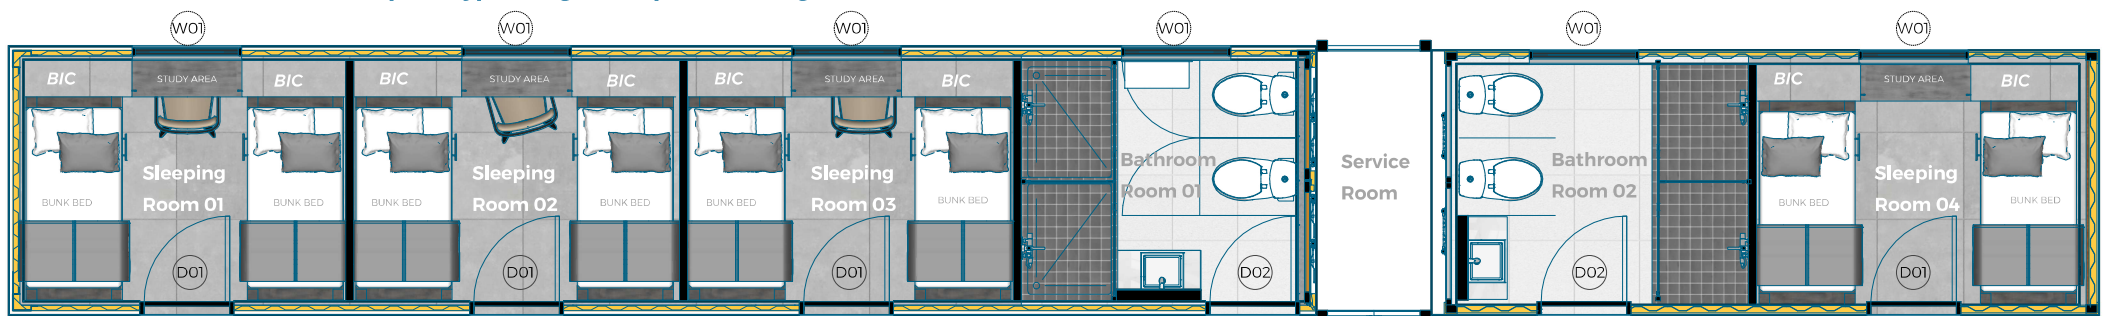 W01
W01
W01
W01
W01
W01
BIC
STUDY AREA
BIC
BIC
STUDY AREA
BIC
BIC
STUDY AREA
BIC
BIC
STUDY AREA
BIC
Sleeping
Room 01
Sleeping
Room 02
Sleeping
Room 03
Bathroom
Room 01
Service
Room
Bathroom
Room 02
Sleeping
Room 04
BUNK BED
BUNK BED
BUNK BED
BUNK BED
BUNK BED
BUNK BED
BUNK BED
BUNK BED
D01
D01
D01
D02
D02
D01